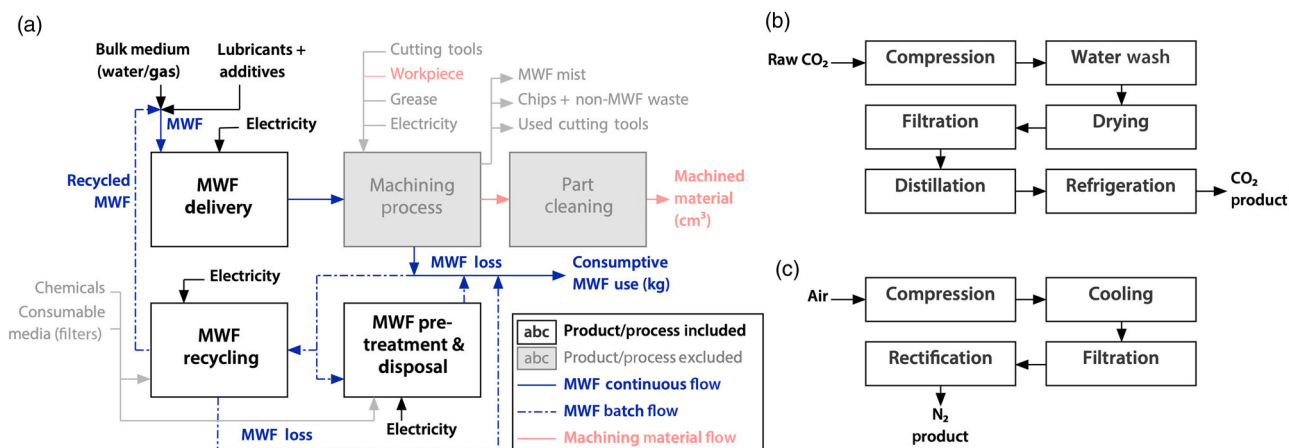 (a)
Bulk medium
(water/gas)
Lubricants +
additives
MWF
Electricity
Recycled
MWF
MWF
delivery
Cutting tools
Workpiece
Grease
Electricity
MWF mist
Chips + non-MWF waste
Used cutting tools
Machining
process
Part
cleaning
Machined
material
(cm³)
MWF loss
Consumptive
MWF use (kg)
Chemicals
Consumable
media (filters)
Electricity
MWF
recycling
MWF pre-
treatment &
disposal
Electricity
MWF loss
abc Product/process included
abc Product/process excluded
MWF continuous flow
MWF batch flow
Machining material flow
(b)
Raw CO₂
Compression
Water wash
Filtration
Drying
Distillation
Refrigeration
CO₂
product
(c)
Air
Compression
Cooling
Rectification
Filtration
N₂
product